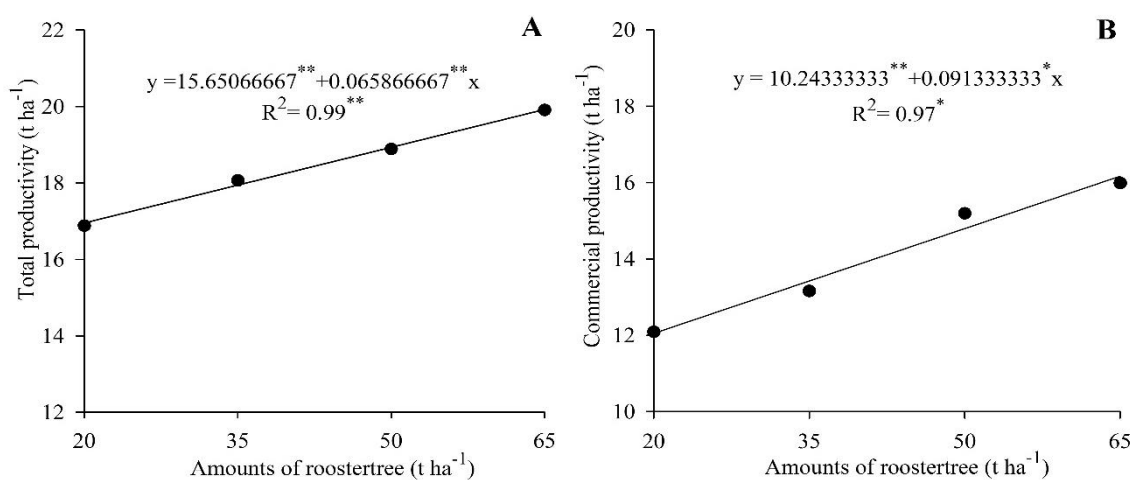 A
y =15.65066667**+0.065866667**x
R2= 0.99**
Total productivity (t ha-1)
22
20
18
16
14
12
20 35 50 65
Amounts of roostertree (t ha-1)
B
y = 10.24333333**+0.091333333*x
R2= 0.97*
Commercial productivity (t ha-1)
20
18
16
14
12
10
20 35 50 65
Amounts of roostertree (t ha-1)